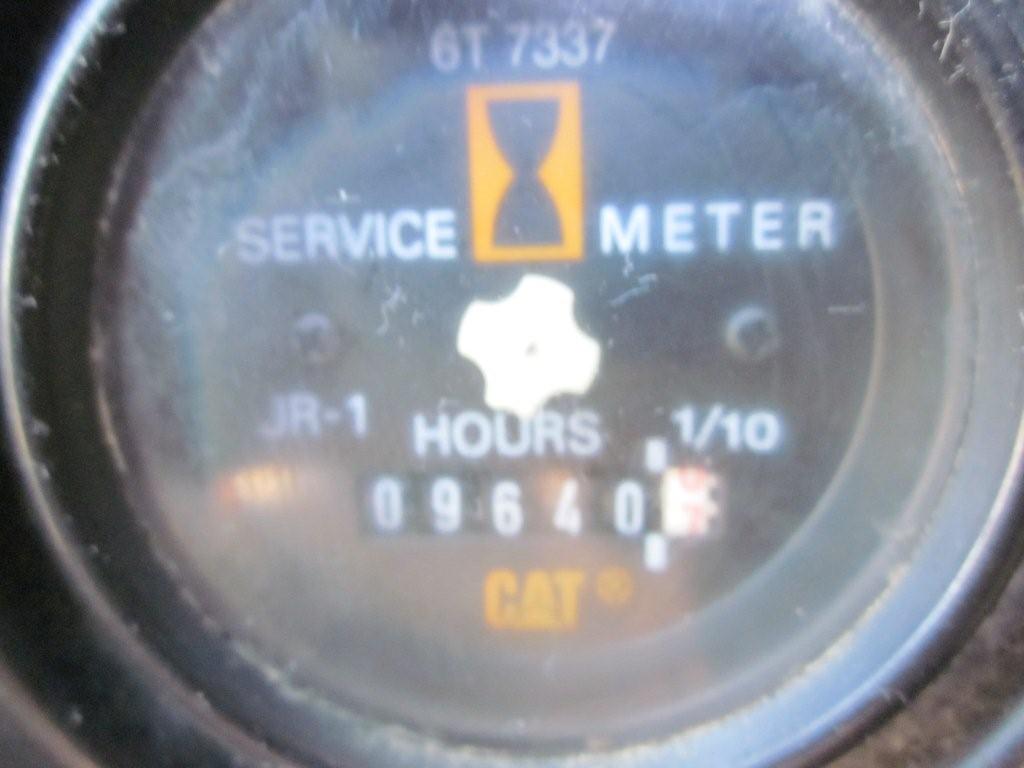 6T 7337
SERVICE METER
JR-1 HOURS 1/10
09640
CAT ®